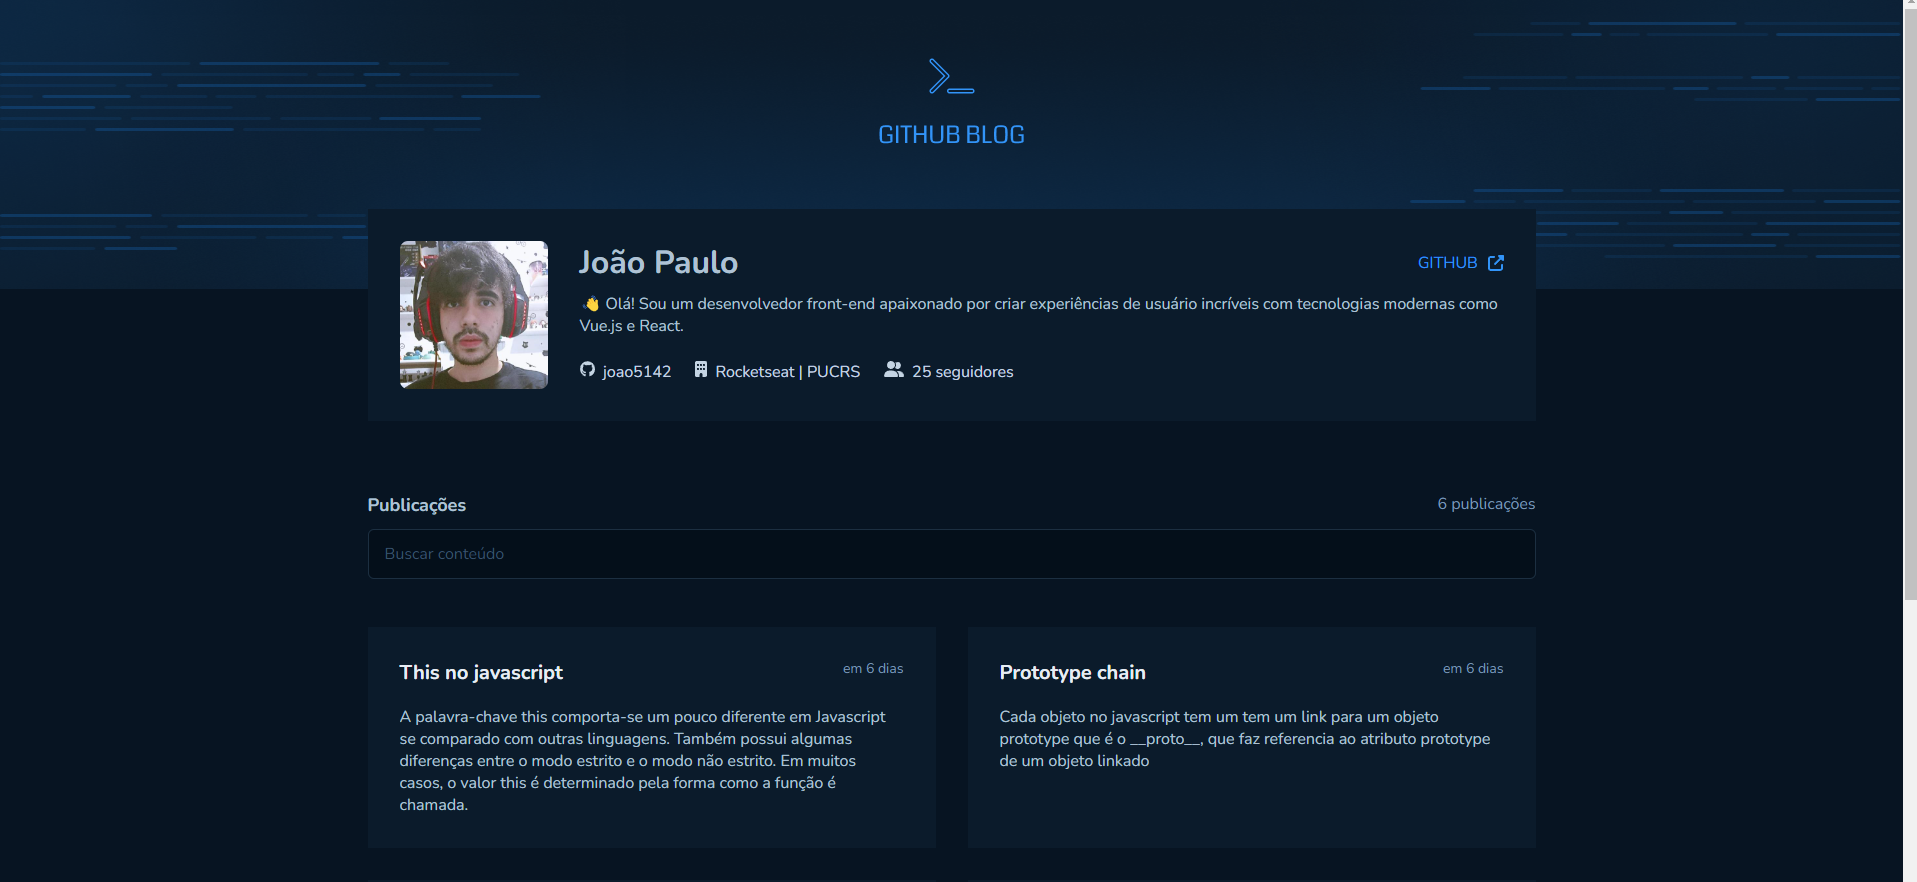 GITHUB BLOG
João Paulo
GITHUB
👋 Olá! Sou um desenvolvedor front-end apaixonado por criar experiências de usuário incríveis com tecnologias modernas como
Vue.js e React.
joao5142 Rocketseat | PUCRS 25 seguidores
Publicações
6 publicações
Buscar conteúdo
This no javascript
em 6 dias
A palavra-chave this comporta-se um pouco diferente em Javascript
se comparado com outras linguagens. Também possui algumas
diferenças entre o modo estrito e o modo não estrito. Em muitos
casos, o valor this é determinado pela forma como a função é
chamada.
Prototype chain
em 6 dias
Cada objeto no javascript tem um tem um link para um objeto
prototype que é o __proto__, que faz referencia ao atributo prototype
de um objeto linkado